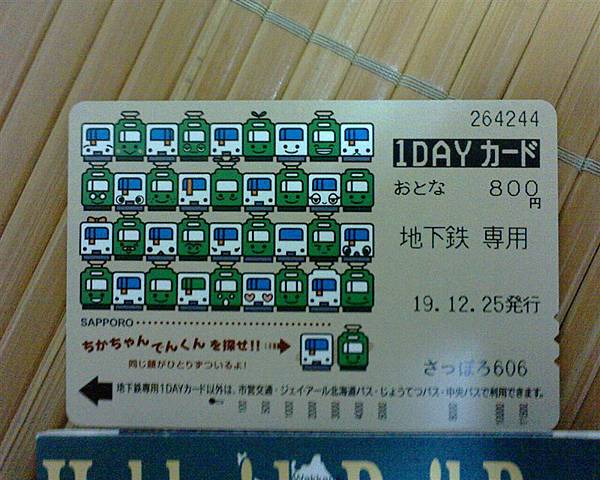 264244
1DAYカード
おとな 800円
地下鉄 専用
19.12.25発行
SAPPORO
ちかちゃん でんくん を探せ!!
同じ顔がひとりずついるよ!
さっぽろ606
地下鉄専用1DAYカード以外は、市営交通・ジェイ・アール北海道バス・じょうてつバス・中央バスで利用できます。